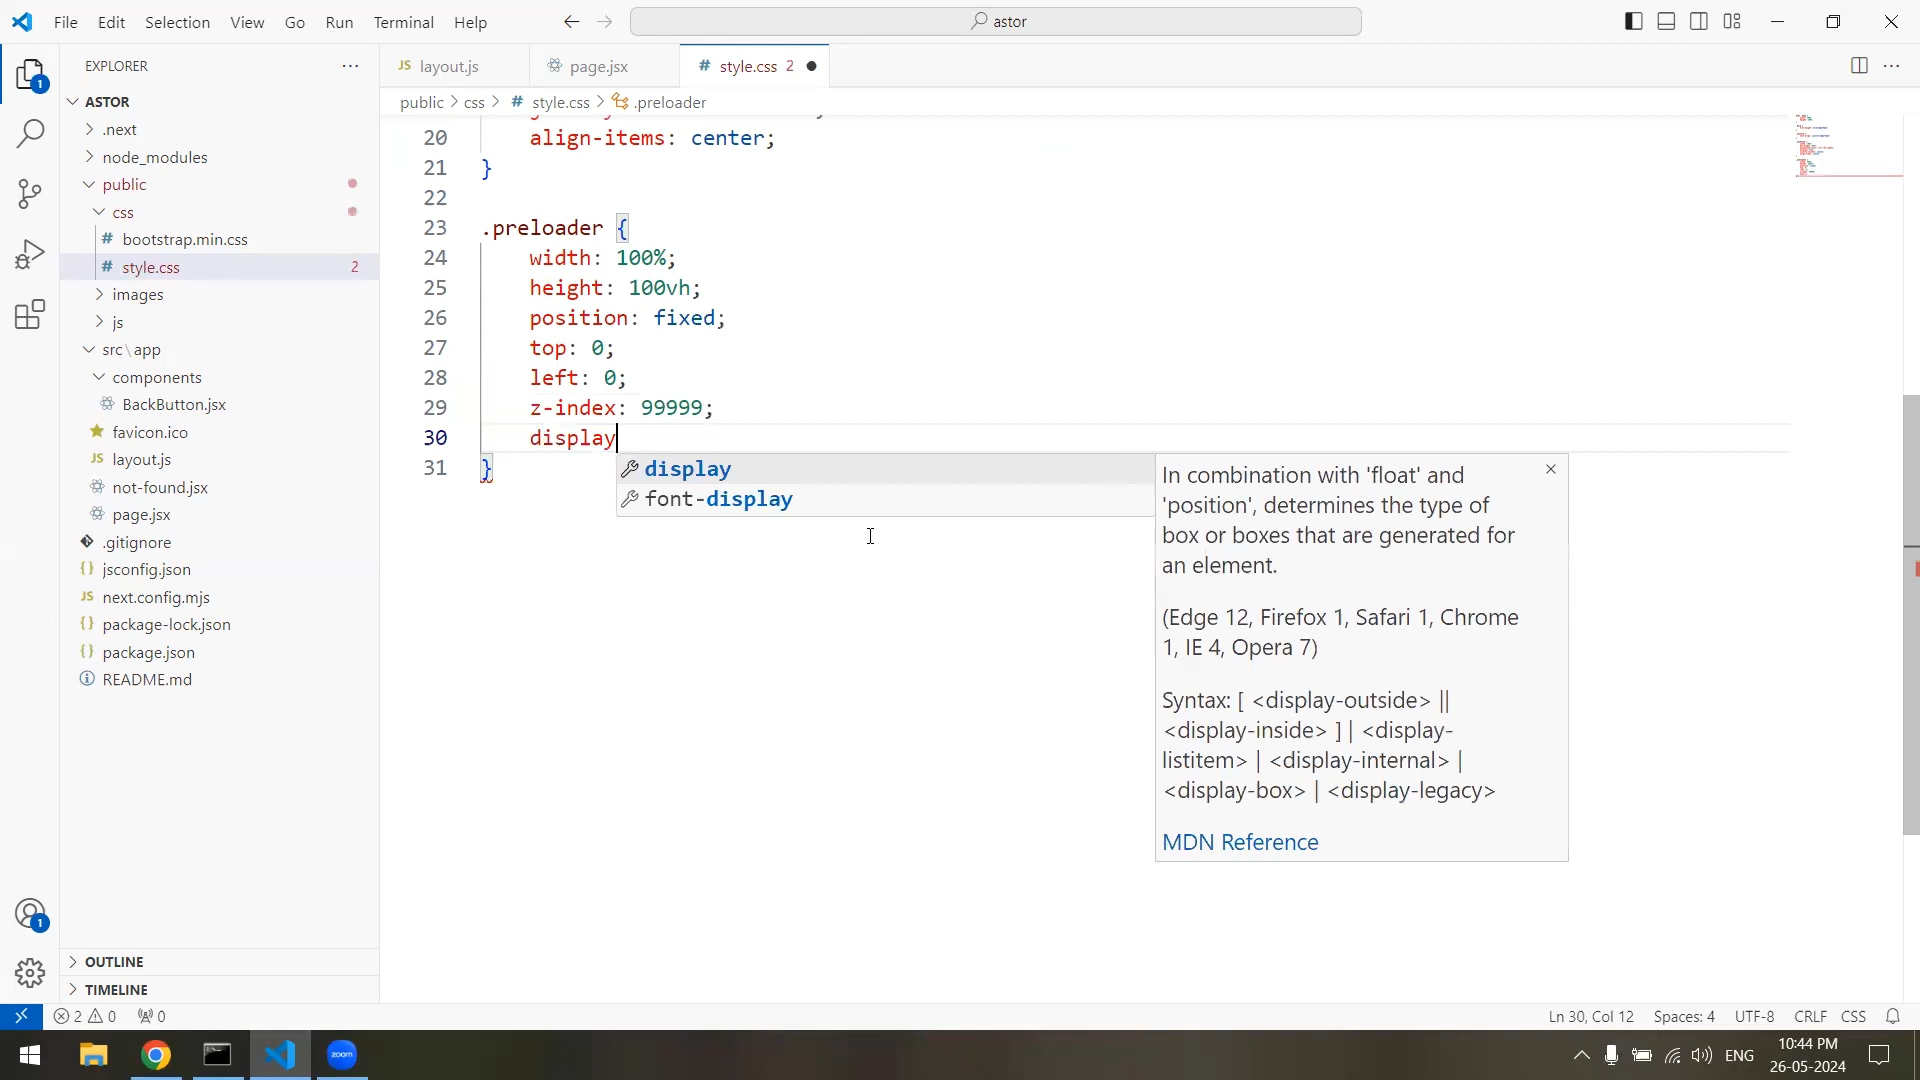 File Edit Selection View Go Run Terminal Help
astor
EXPLORER
ASTOR
.next
node_modules
public
css
bootstrap.min.css
style.css 2
images
js
src\app
components
BackButton.jsx
favicon.ico
layout.js
not-found.jsx
page.jsx
.gitignore
jsconfig.json
next.config.mjs
package-lock.json
package.json
README.md
OUTLINE
TIMELINE
1
1
JS layout.js page.jsx # style.css 2
public > css > # style.css > .preloader
20 align-items: center;
21 }
22
23 .preloader {
24 width: 100%;
25 height: 100vh;
26 position: fixed;
27 top: 0;
28 left: 0;
29 z-index: 99999;
30 display
31 }
display
font-display
In combination with 'float' and
'position', determines the type of
box or boxes that are generated for
an element.
(Edge 12, Firefox 1, Safari 1, Chrome
1, IE 4, Opera 7)
Syntax: [ <display-outside> ||
<display-inside> ] | <display-
listitem> | <display-internal> |
<display-box> | <display-legacy>
MDN Reference
2 0 0
Ln 30, Col 12 Spaces: 4 UTF-8 CRLF CSS
zoom
ENG
10:44 PM
26-05-2024